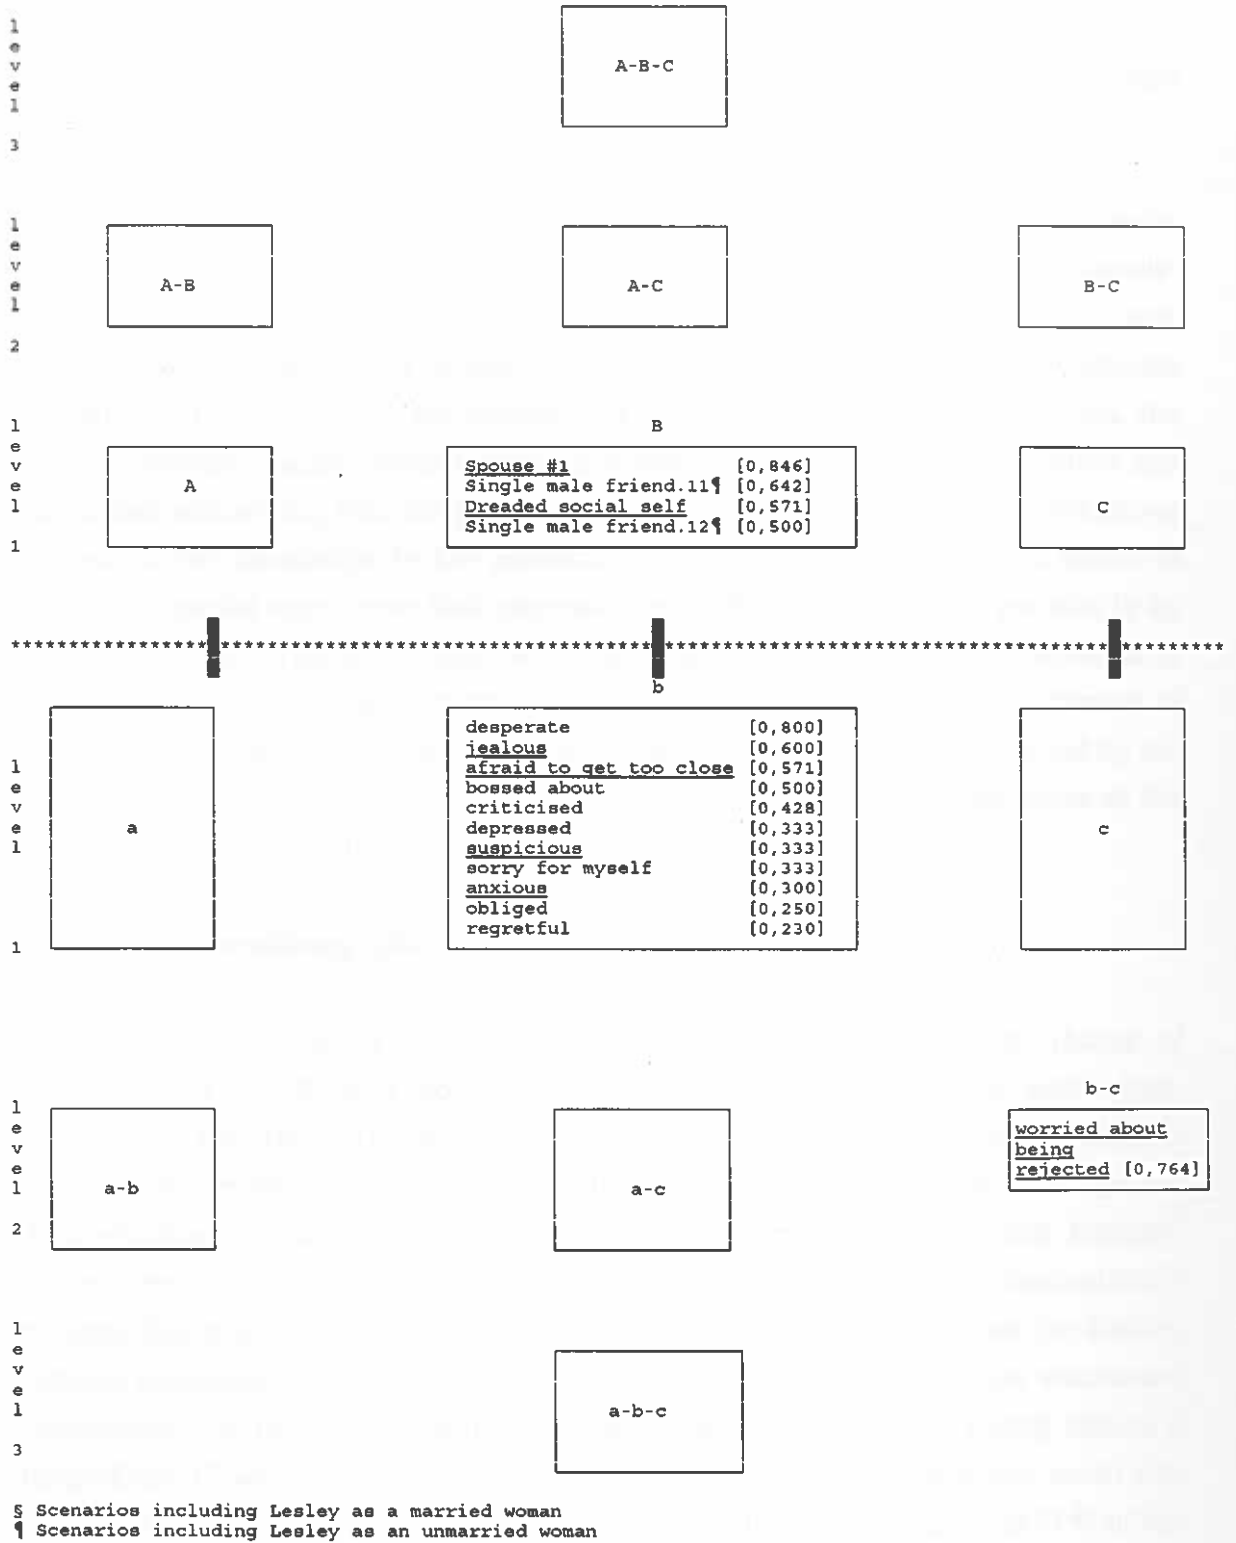 level 3
A-B-C
level 2
A-B
A-C
B-C
level 1
A
B
Spouse #1 [0,846]
Single male friend.11¶ [0,642]
Dreaded social self [0,571]
Single male friend.12¶ [0,500]
C
****************************************************************************************************
b
level 1
a
desperate [0,800]
jealous [0,600]
afraid to get too close [0,571]
bossed about [0,500]
criticised [0,428]
depressed [0,333]
suspicious [0,333]
sorry for myself [0,333]
anxious [0,300]
obliged [0,250]
regretful [0,230]
c
level 2
a-b
a-c
b-c
worried about
being
rejected [0,764]
level 3
a-b-c
§ Scenarios including Lesley as a married woman
¶ Scenarios including Lesley as an unmarried woman